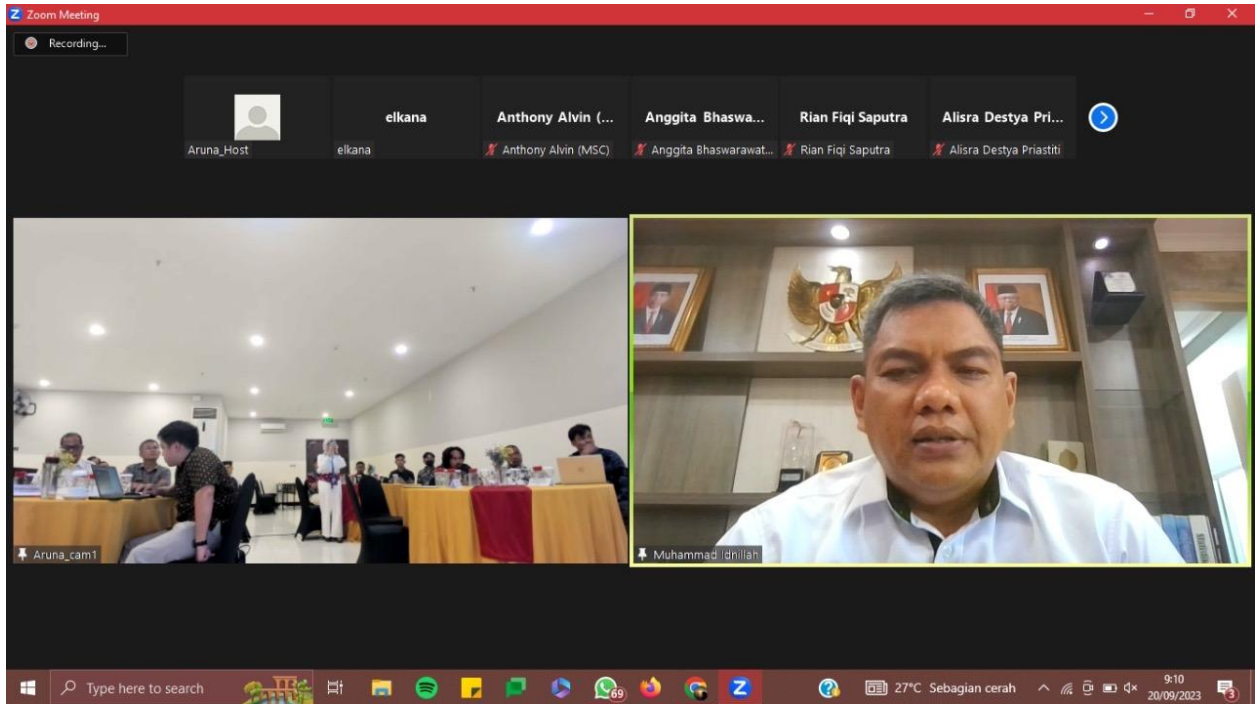 Zoom Meeting
Recording...
elkana
Anthony Alvin (...
Anggita Bhaswa...
Rian Fiqi Saputra
Alisra Destya Pri...
Aruna_Host
elkana
Anthony Alvin (MSC)
Anggita Bhaswarawat...
Rian Fiqi Saputra
Alisra Destya Priastiti
Aruna_cam1
Muhammad Idnillah
Type here to search
69
27°C Sebagian cerah
9:10
20/09/2023
3